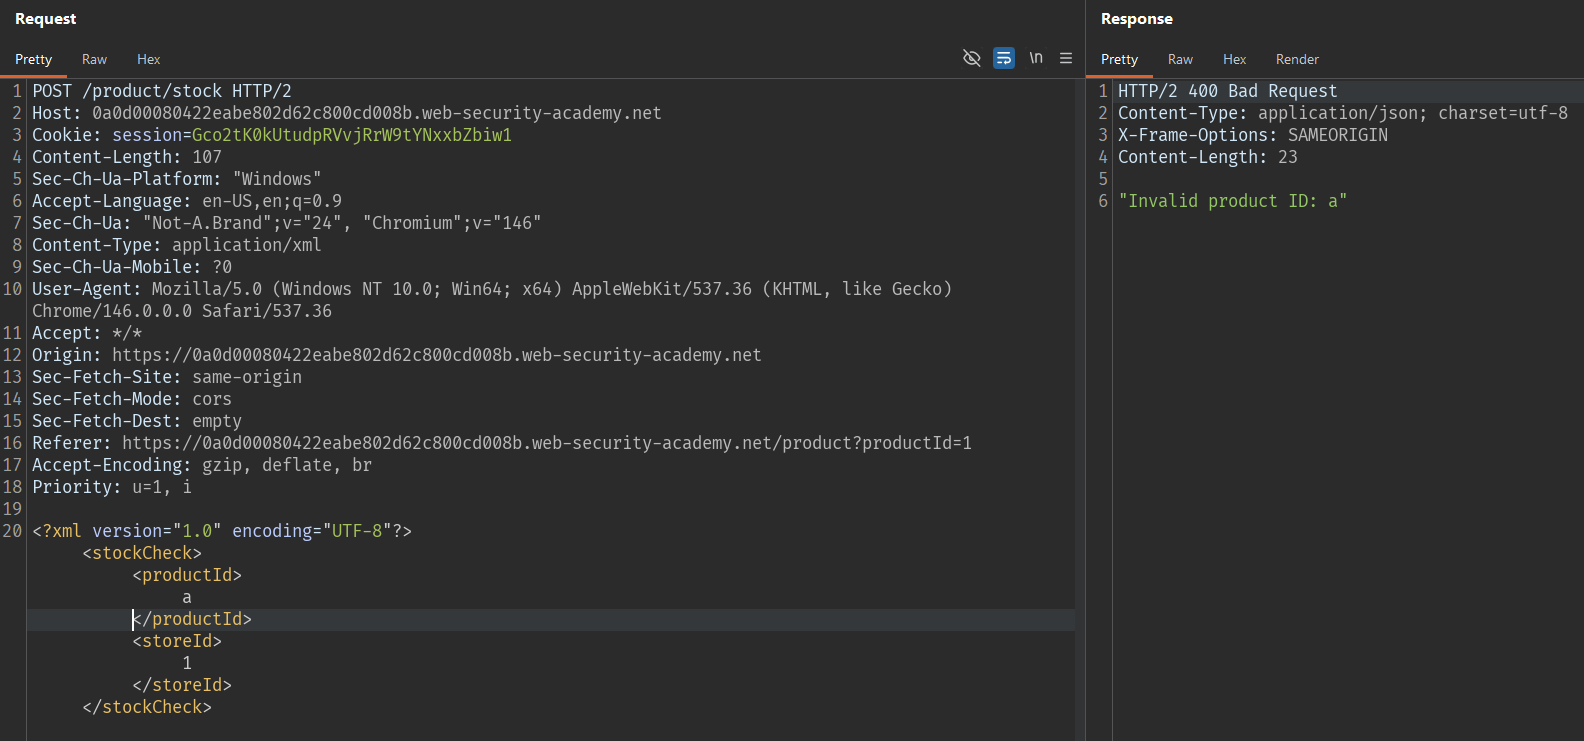 Request
Pretty Raw Hex \n
1 POST /product/stock HTTP/2
2 Host: 0a0d00080422eabe802d62c800cd008b.web-security-academy.net
3 Cookie: session=Gco2tK0kUtudpRVvjRrW9tYNxxbZbiw1
4 Content-Length: 107
5 Sec-Ch-Ua-Platform: "Windows"
6 Accept-Language: en-US,en;q=0.9
7 Sec-Ch-Ua: "Not-A.Brand";v="24", "Chromium";v="146"
8 Content-Type: application/xml
9 Sec-Ch-Ua-Mobile: ?0
10 User-Agent: Mozilla/5.0 (Windows NT 10.0; Win64; x64) AppleWebKit/537.36 (KHTML, like Gecko)
Chrome/146.0.0.0 Safari/537.36
11 Accept: */*
12 Origin: https://0a0d00080422eabe802d62c800cd008b.web-security-academy.net
13 Sec-Fetch-Site: same-origin
14 Sec-Fetch-Mode: cors
15 Sec-Fetch-Dest: empty
16 Referer: https://0a0d00080422eabe802d62c800cd008b.web-security-academy.net/product?productId=1
17 Accept-Encoding: gzip, deflate, br
18 Priority: u=1, i
19
20 <?xml version="1.0" encoding="UTF-8"?>
<stockCheck>
<productId>
a
</productId>
<storeId>
1
</storeId>
</stockCheck>
Response
Pretty Raw Hex Render
1 HTTP/2 400 Bad Request
2 Content-Type: application/json; charset=utf-8
3 X-Frame-Options: SAMEORIGIN
4 Content-Length: 23
5
6 "Invalid product ID: a"